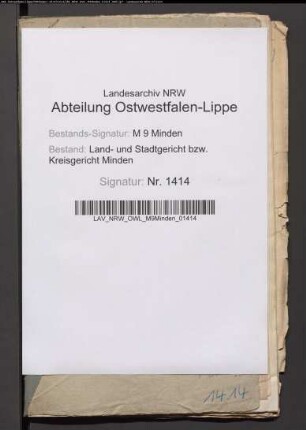 Landesarchiv NRW
Abteilung Ostwestfalen-Lippe
Bestands-Signatur: M 9 Minden
Bestand: Land- und Stadtgericht bzw.
Kreisgericht Minden
Signatur: Nr. 1414
LAV_NRW_OWL_M9Minden_01414
1414.